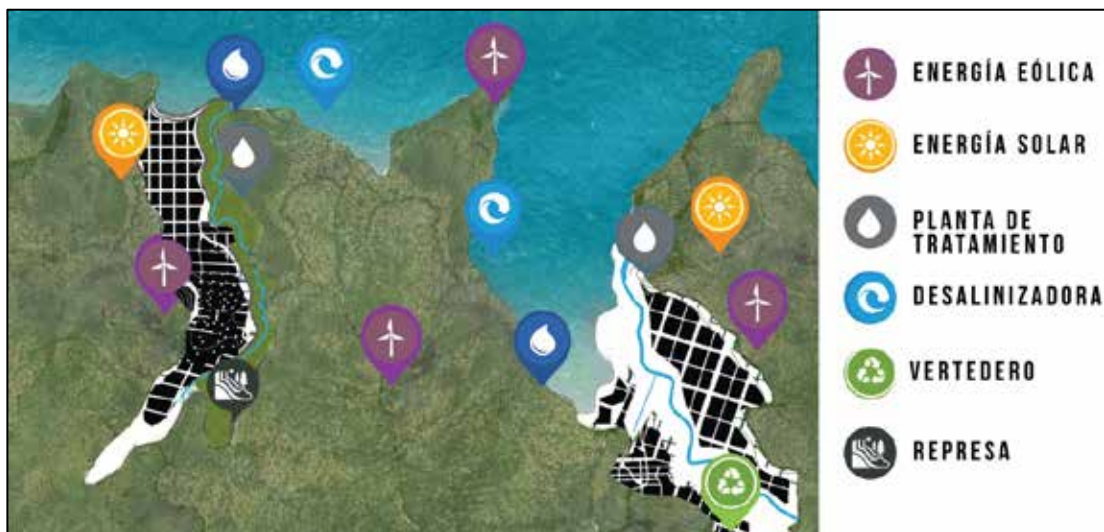 ENERGÍA EÓLICA
ENERGÍA SOLAR
PLANTA DE
TRATAMIENTO
DESALINIZADORA
VERTEDERO
REPRESA